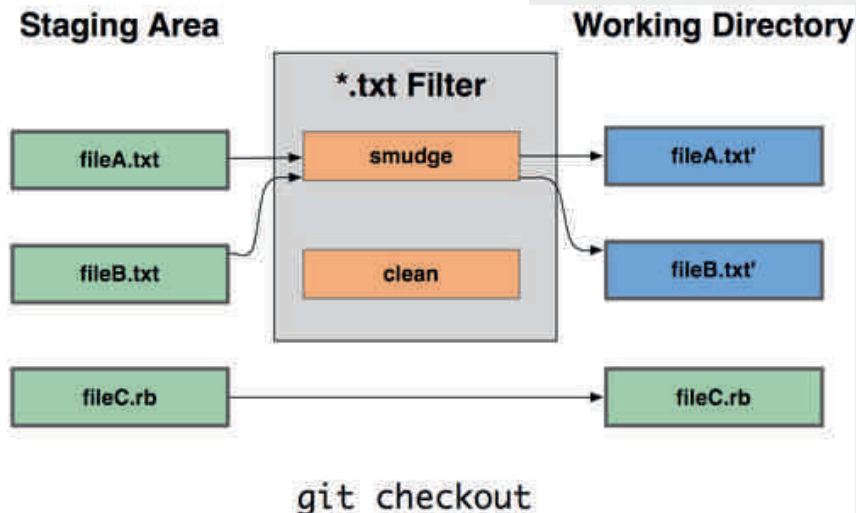 Staging Area
Working Directory
*.txt Filter
fileA.txt
smudge
fileA.txt'
fileB.txt
clean
fileB.txt'
fileC.rb
fileC.rb
git checkout